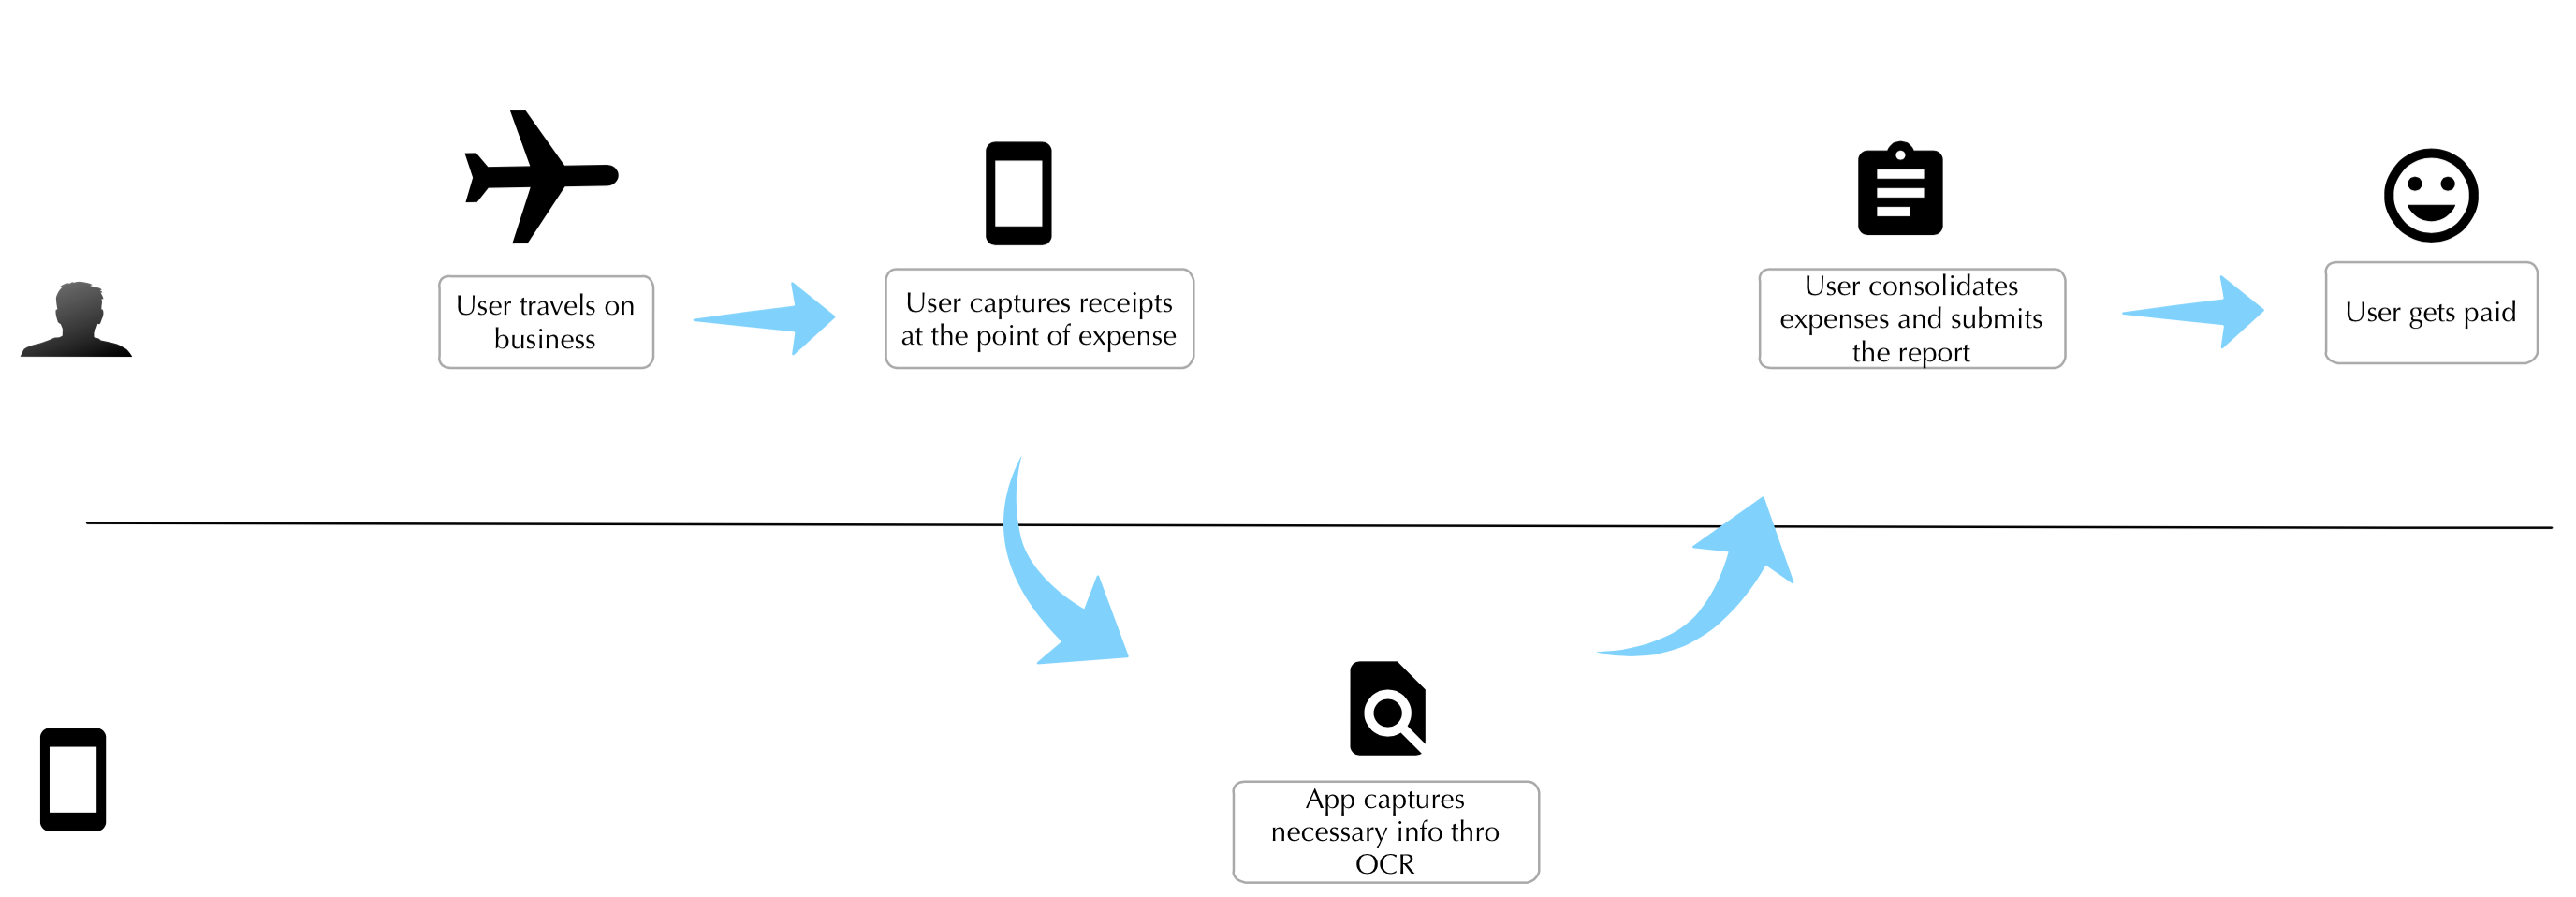 User travels on
business
User captures receipts
at the point of expense
User consolidates
expenses and submits
the report
User gets paid
App captures
necessary info thro
OCR